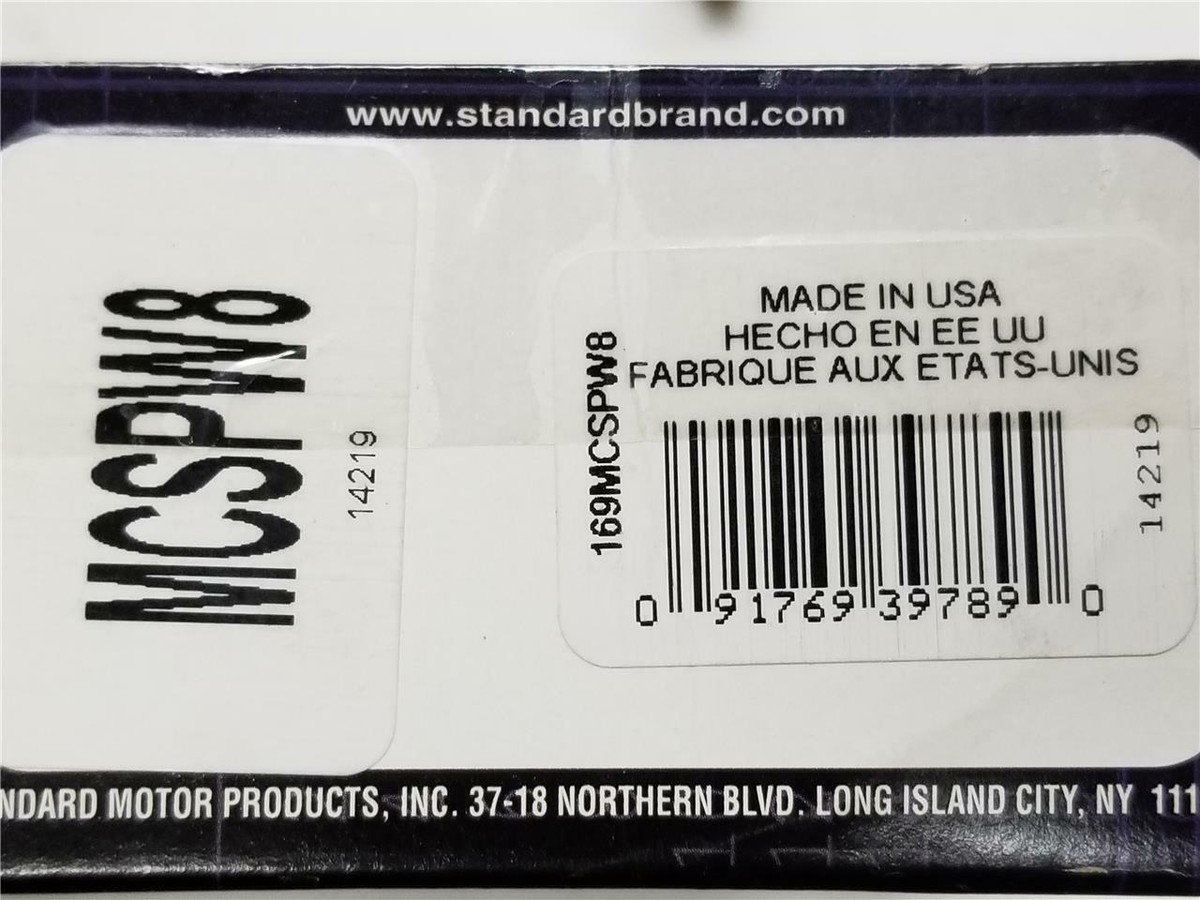 www.standardbrand.com
MCSPW8
14219
169MCSPW8
MADE IN USA
HECHO EN EE UU
FABRIQUE AUX ETATS-UNIS
14219
0 91769 39789 0
NDARD MOTOR PRODUCTS, INC. 37-18 NORTHERN BLVD. LONG ISLAND CITY, NY 111